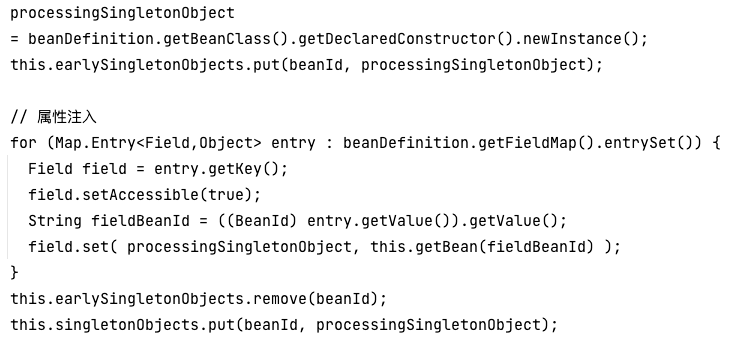 processingSingletonObject
= beanDefinition.getBeanClass().getDeclaredConstructor().newInstance();
this.earlySingletonObjects.put(beanId, processingSingletonObject);
// 属性注入
for (Map.Entry<Field,Object> entry : beanDefinition.getFieldMap().entrySet()) {
Field field = entry.getKey();
field.setAccessible(true);
String fieldBeanId = ((BeanId) entry.getValue()).getValue();
field.set( processingSingletonObject, this.getBean(fieldBeanId) );
}
this.earlySingletonObjects.remove(beanId);
this.singletonObjects.put(beanId, processingSingletonObject);